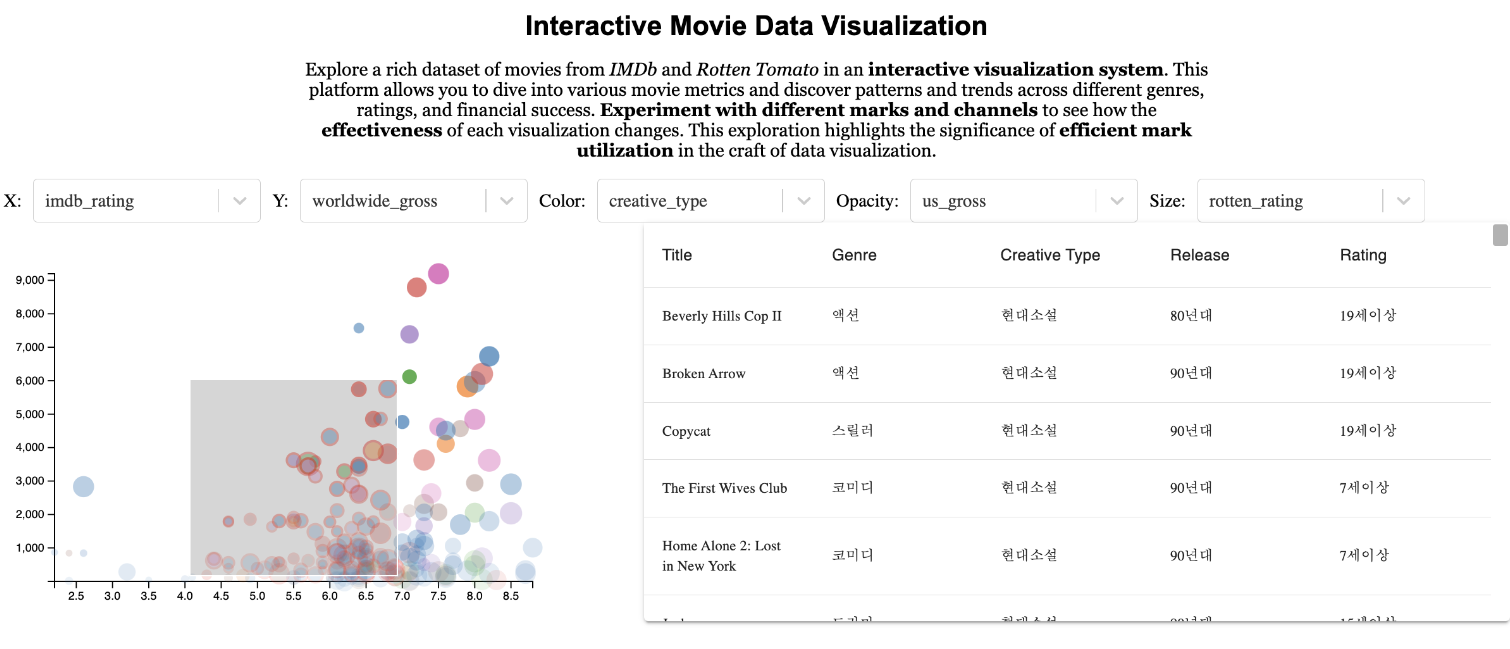 Interactive Movie Data Visualization
Explore a rich dataset of movies from IMDb and Rotten Tomato in an interactive visualization system. This
platform allows you to dive into various movie metrics and discover patterns and trends across different genres,
ratings, and financial success. Experiment with different marks and channels to see how the
effectiveness of each visualization changes. This exploration highlights the significance of efficient mark
utilization in the craft of data visualization.
X: imdb_rating Y: worldwide_gross Color: creative_type Opacity: us_gross Size: rotten_rating
9,000
8,000
7,000
6,000
5,000
4,000
3,000
2,000
1,000
2.5 3.0 3.5 4.0 4.5 5.0 5.5 6.0 6.5 7.0 7.5 8.0 8.5
Title Genre Creative Type Release Rating
Beverly Hills Cop II 액션 현대소설 80년대 19세이상
Broken Arrow 액션 현대소설 90년대 19세이상
Copycat 스릴러 현대소설 90년대 19세이상
The First Wives Club 코미디 현대소설 90년대 7세이상
Home Alone 2: Lost
in New York 코미디 현대소설 90년대 7세이상